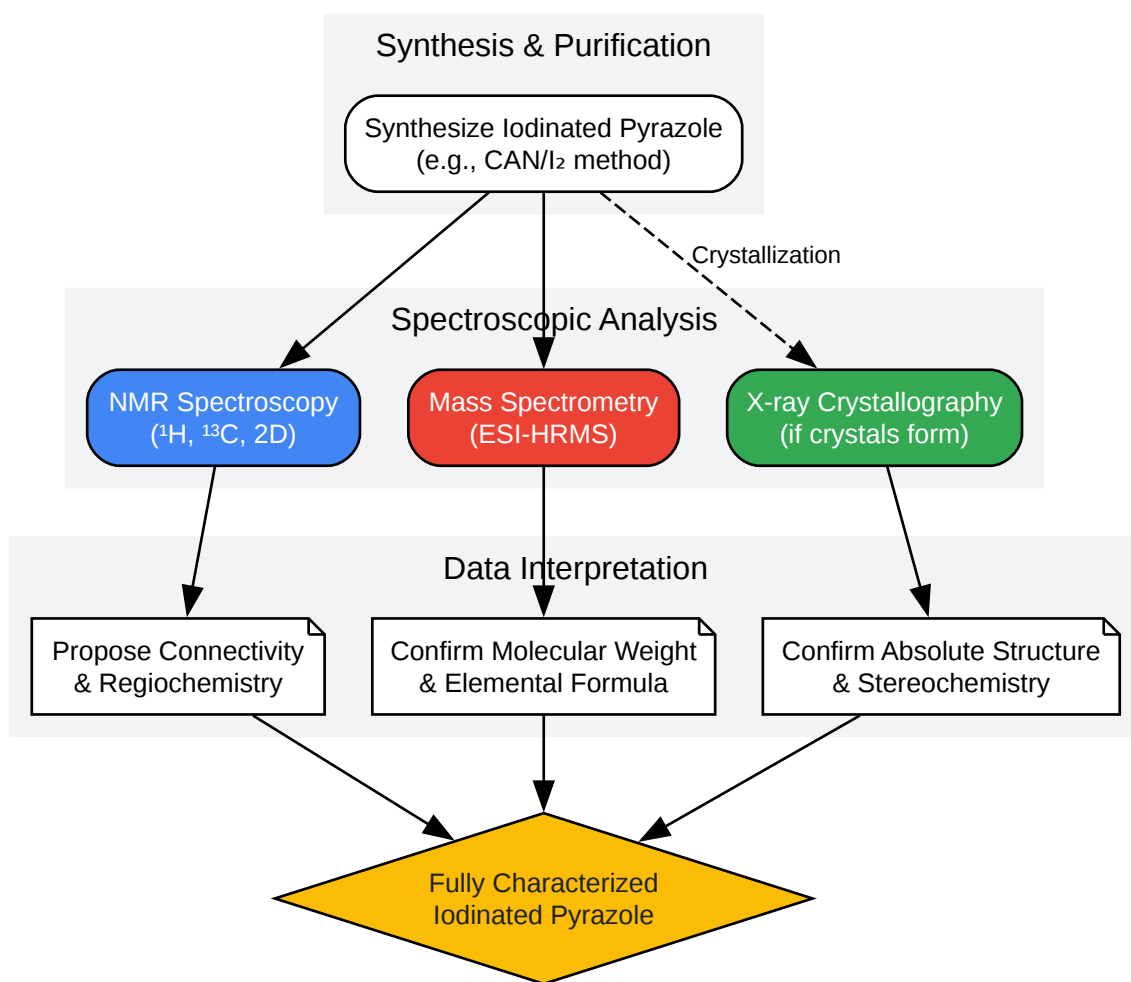 Synthesis & Purification
Synthesize Iodinated Pyrazole
(e.g., CAN/I₂ method)
Crystallization
Spectroscopic Analysis
NMR Spectroscopy
(¹H, ¹³C, 2D)
Mass Spectrometry
(ESI-HRMS)
X-ray Crystallography
(if crystals form)
Data Interpretation
Propose Connectivity
& Regiochemistry
Confirm Molecular Weight
& Elemental Formula
Confirm Absolute Structure
& Stereochemistry
Fully Characterized
Iodinated Pyrazole